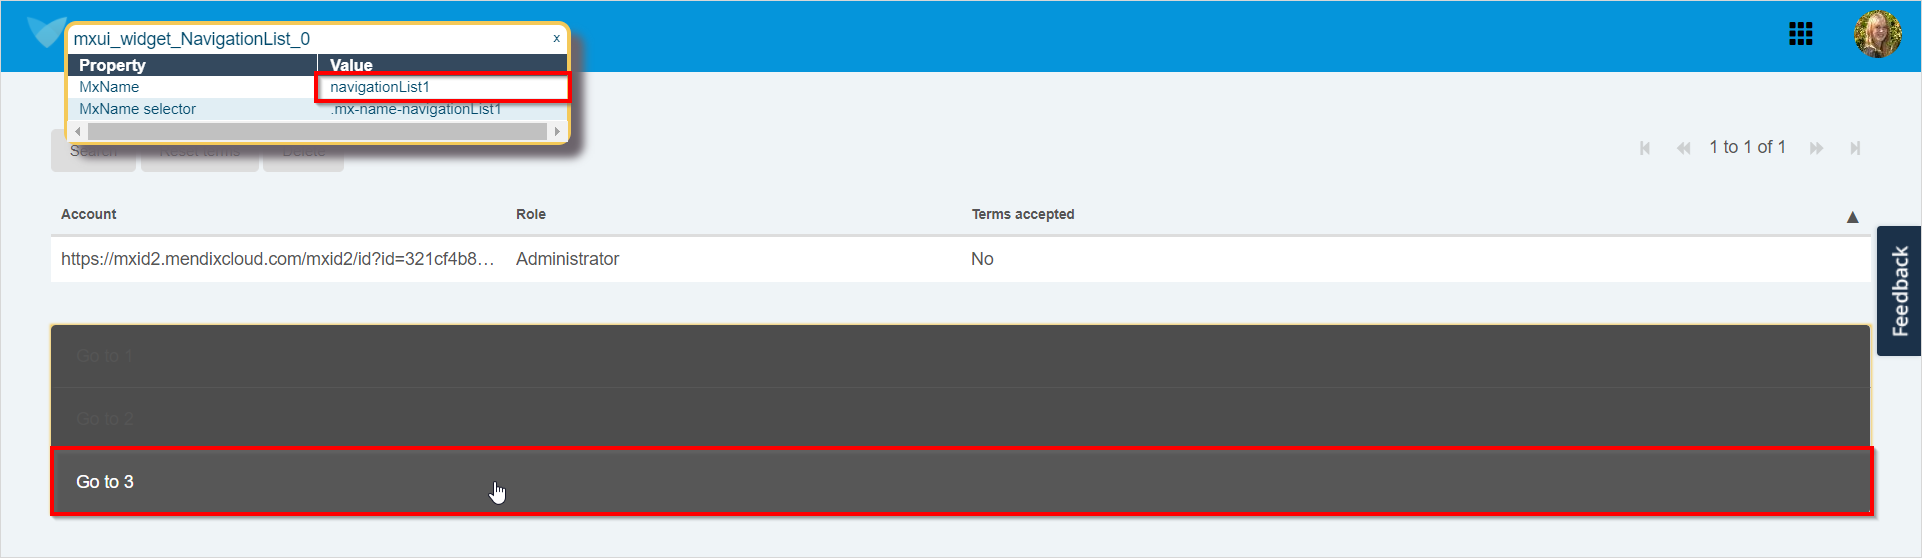 mxui_widget_NavigationList_0 x
Property Value
MxName navigationList1
MxName selector .mx-name-navigationList1
Search Reset terms Delete
1 to 1 of 1
Account Role Terms accepted
https://mxid2.mendixcloud.com/mxid2/id?id=321cf4b8... Administrator No
Feedback
Go to 1
Go to 2
Go to 3